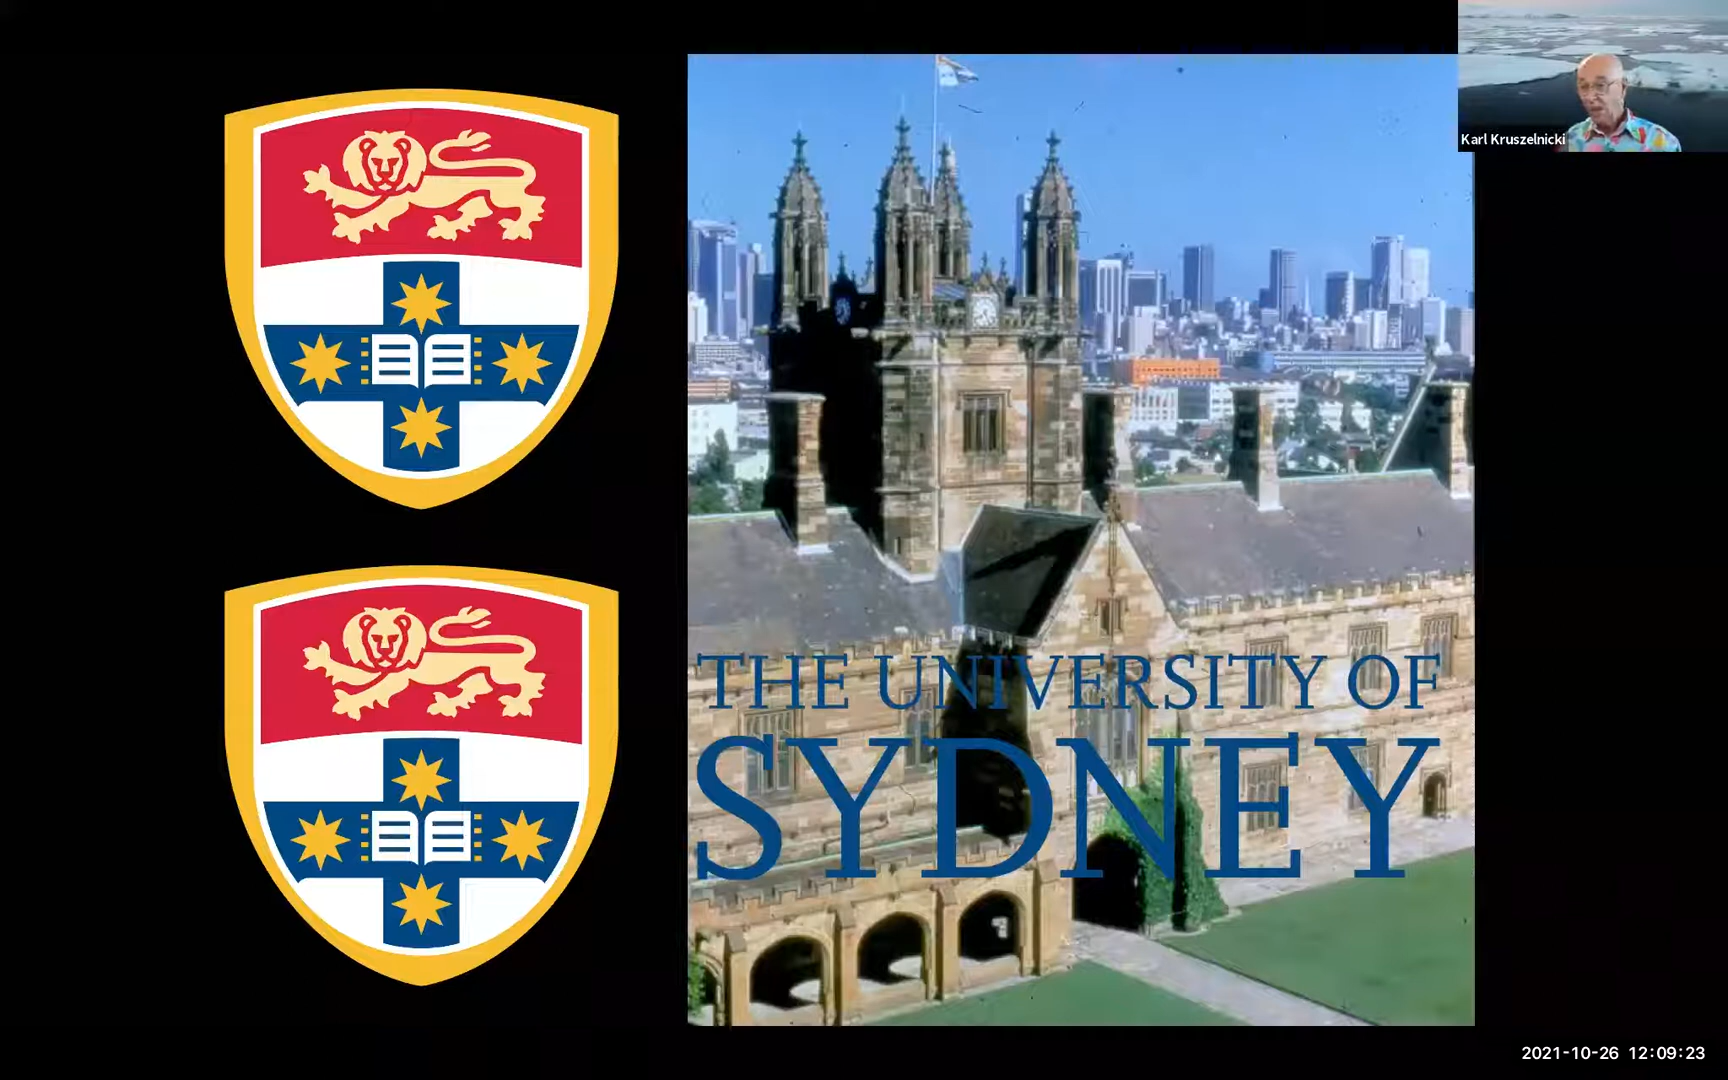 Karl Kruszelnicki
THE UNIVERSITY OF
SYDNEY
2021-10-26 12:09:23